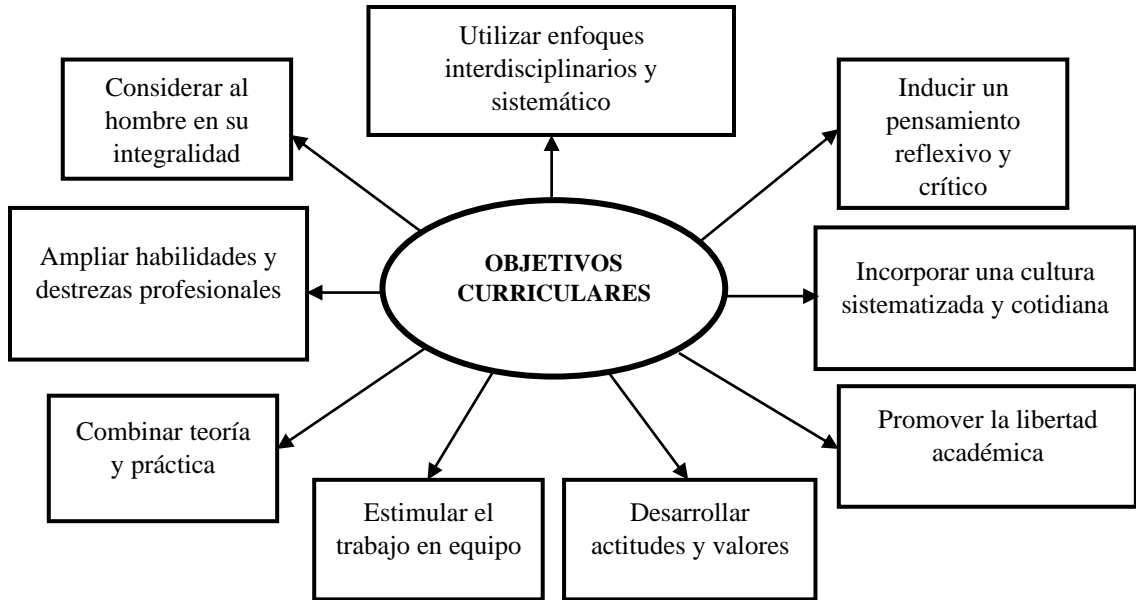 Utilizar enfoques
interdisciplinarios y
sistemático
Considerar al
hombre en su
integralidad
Inducir un
pensamiento
reflexivo y
crítico
Ampliar habilidades y
destrezas profesionales
OBJETIVOS
CURRICULARES
Incorporar una cultura
sistematizada y cotidiana
Combinar teoría
y práctica
Promover la libertad
académica
Estimular el
trabajo en equipo
Desarrollar
actitudes y valores